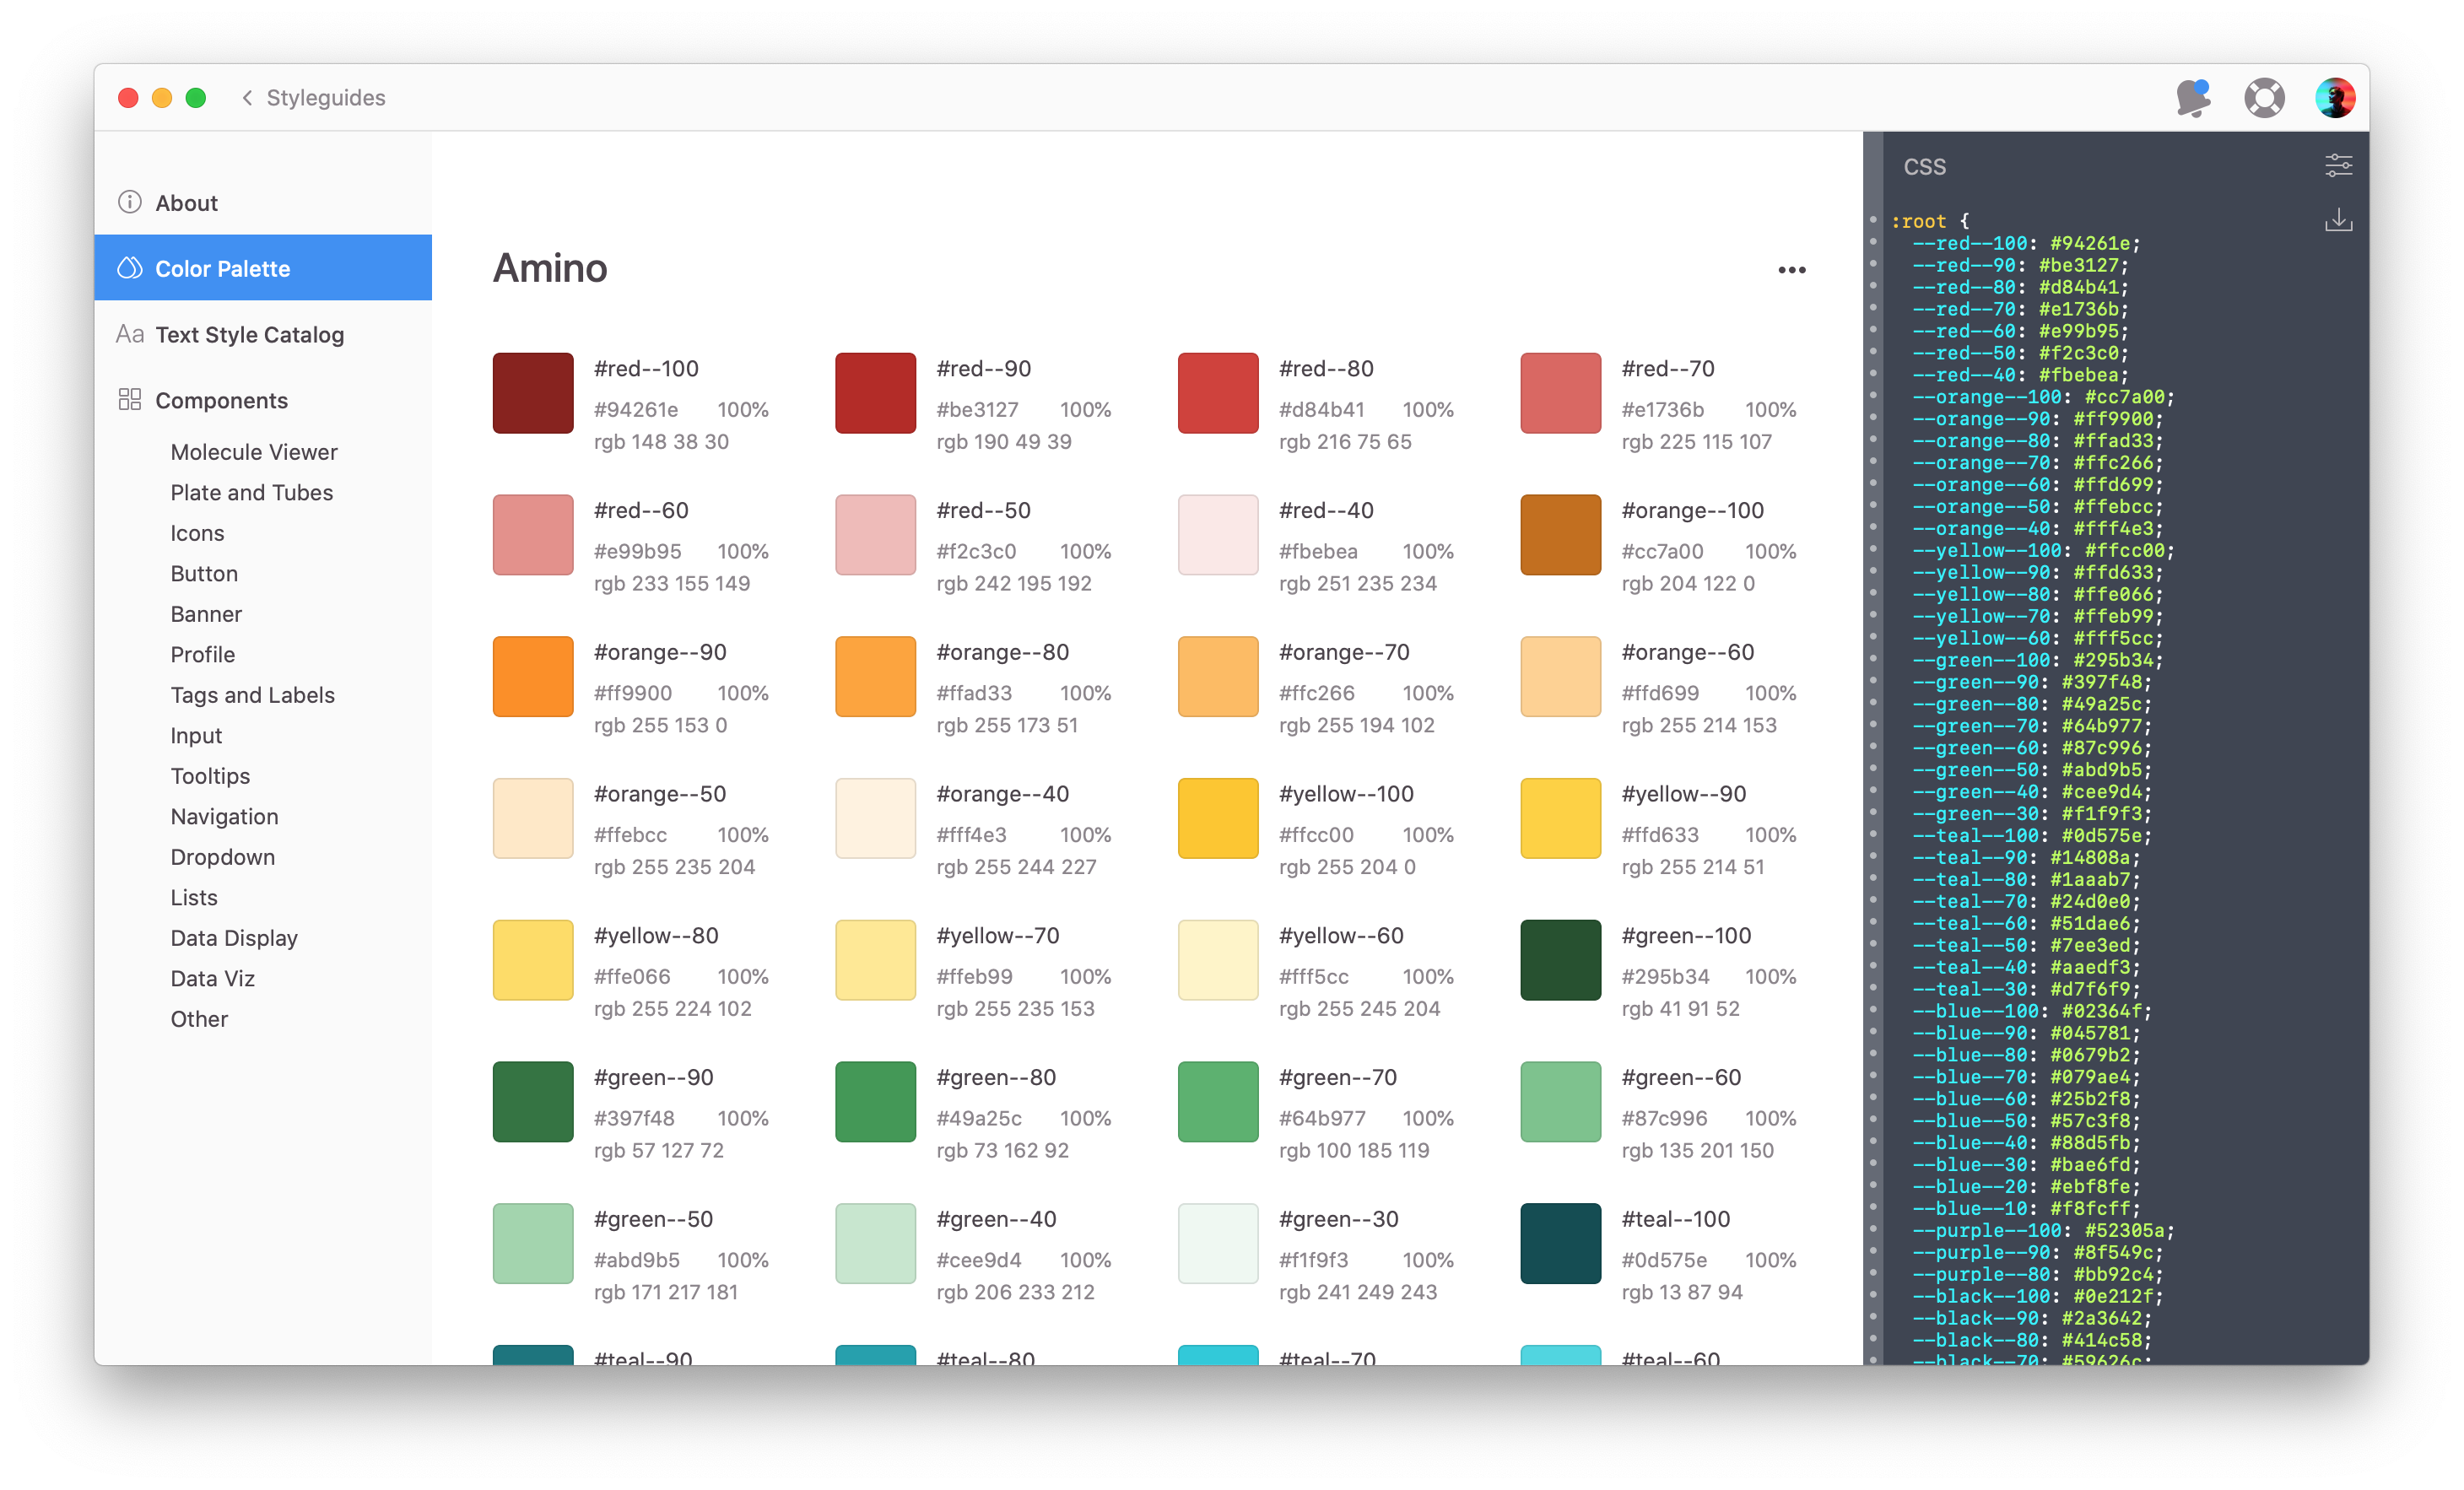 Styleguides
About
Color Palette
Aa Text Style Catalog
Components
Molecule Viewer
Plate and Tubes
Icons
Button
Banner
Profile
Tags and Labels
Input
Tooltips
Navigation
Dropdown
Lists
Data Display
Data Viz
Other
Amino
#red--100
#94261e 100%
rgb 148 38 30
#red--90
#be3127 100%
rgb 190 49 39
#red--80
#d84b41 100%
rgb 216 75 65
#red--70
#e1736b 100%
rgb 225 115 107
#red--60
#e99b95 100%
rgb 233 155 149
#red--50
#f2c3c0 100%
rgb 242 195 192
#red--40
#fbebea 100%
rgb 251 235 234
#orange--100
#cc7a00 100%
rgb 204 122 0
#orange--90
#ff9900 100%
rgb 255 153 0
#orange--80
#ffad33 100%
rgb 255 173 51
#orange--70
#ffc266 100%
rgb 255 194 102
#orange--60
#ffd699 100%
rgb 255 214 153
#orange--50
#ffebcc 100%
rgb 255 235 204
#orange--40
#fff4e3 100%
rgb 255 244 227
#yellow--100
#ffcc00 100%
rgb 255 204 0
#yellow--90
#ffd633 100%
rgb 255 214 51
#yellow--80
#ffe066 100%
rgb 255 224 102
#yellow--70
#ffeb99 100%
rgb 255 235 153
#yellow--60
#fff5cc 100%
rgb 255 245 204
#green--100
#295b34 100%
rgb 41 91 52
#green--90
#397f48 100%
rgb 57 127 72
#green--80
#49a25c 100%
rgb 73 162 92
#green--70
#64b977 100%
rgb 100 185 119
#green--60
#87c996 100%
rgb 135 201 150
#green--50
#abd9b5 100%
rgb 171 217 181
#green--40
#cee9d4 100%
rgb 206 233 212
#green--30
#f1f9f3 100%
rgb 241 249 243
#teal--100
#0d575e 100%
rgb 13 87 94
#teal--90
#teal--80
#teal--70
#teal--60
CSS
:root {
--red--100: #94261e;
--red--90: #be3127;
--red--80: #d84b41;
--red--70: #e1736b;
--red--60: #e99b95;
--red--50: #f2c3c0;
--red--40: #fbebea;
--orange--100: #cc7a00;
--orange--90: #ff9900;
--orange--80: #ffad33;
--orange--70: #ffc266;
--orange--60: #ffd699;
--orange--50: #ffebcc;
--orange--40: #fff4e3;
--yellow--100: #ffcc00;
--yellow--90: #ffd633;
--yellow--80: #ffe066;
--yellow--70: #ffeb99;
--yellow--60: #fff5cc;
--green--100: #295b34;
--green--90: #397f48;
--green--80: #49a25c;
--green--70: #64b977;
--green--60: #87c996;
--green--50: #abd9b5;
--green--40: #cee9d4;
--green--30: #f1f9f3;
--teal--100: #0d575e;
--teal--90: #14808a;
--teal--80: #1aaab7;
--teal--70: #24d0e0;
--teal--60: #51dae6;
--teal--50: #7ee3ed;
--teal--40: #aaedf3;
--teal--30: #d7f6f9;
--blue--100: #02364f;
--blue--90: #045781;
--blue--80: #0679b2;
--blue--70: #079ae4;
--blue--60: #25b2f8;
--blue--50: #57c3f8;
--blue--40: #88d5fb;
--blue--30: #bae6fd;
--blue--20: #ebf8fe;
--blue--10: #f8fcff;
--purple--100: #52305a;
--purple--90: #8f549c;
--purple--80: #bb92c4;
--black--100: #0e212f;
--black--90: #2a3642;
--black--80: #414c58;
--black--70: #59626c;